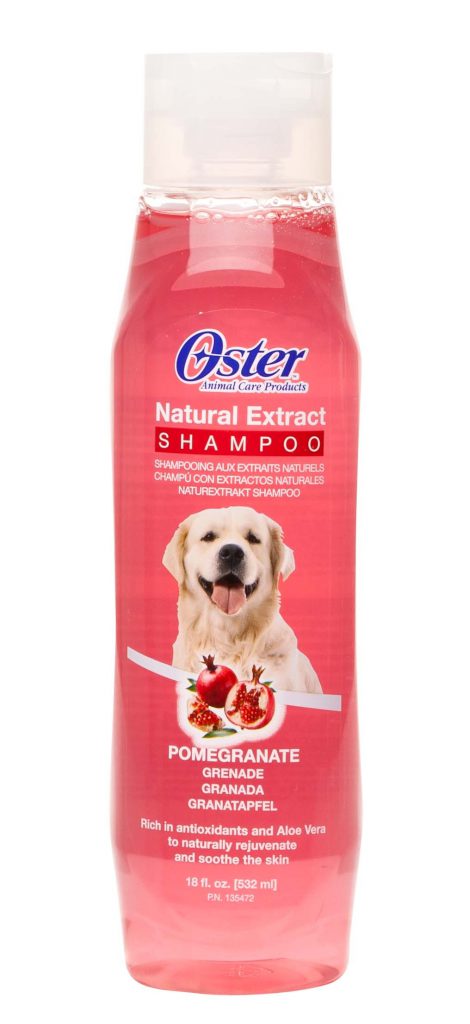 Oster™
Animal Care Products
Natural Extract
SHAMPOO
SHAMPOOING AUX EXTRAITS NATURELS
CHAMPÚ CON EXTRACTOS NATURALES
NATUREXTRAKT SHAMPOO
POMEGRANATE
GRENADE
GRANADA
GRANATAPFEL
Rich in antioxidants and Aloe Vera
to naturally rejuvenate
and soothe the skin
18 fl. oz. [532 ml]
P.N. 135472